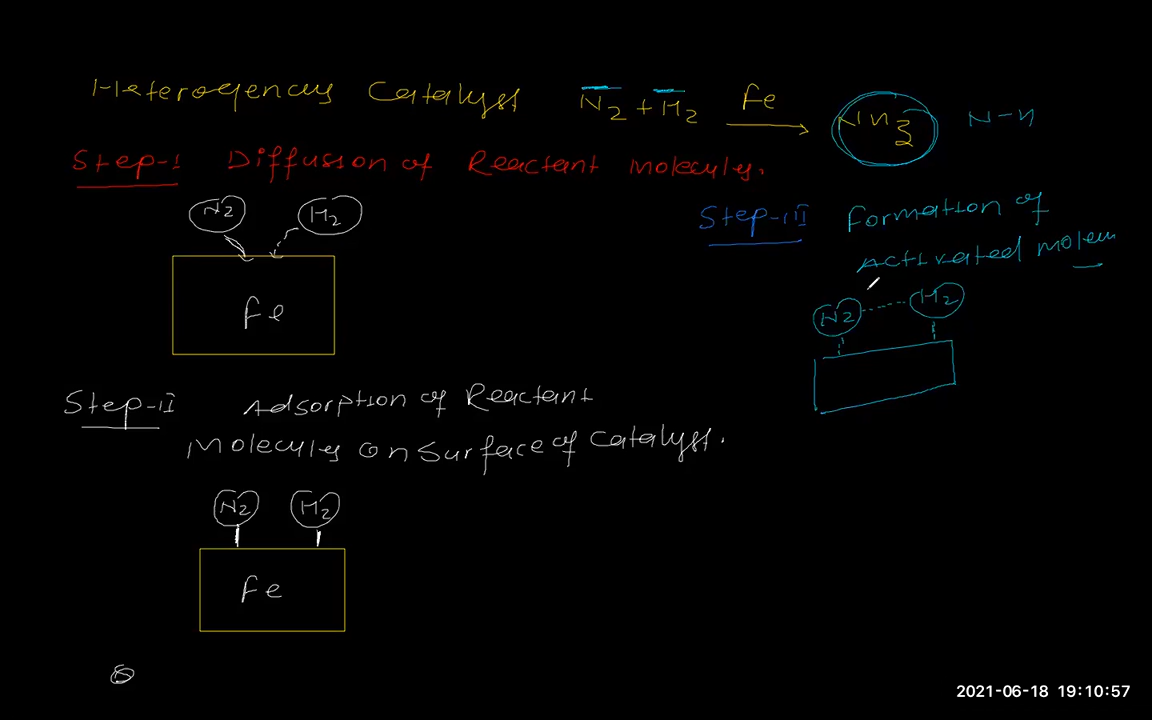 Heterogenous Catalyst N2 + H2 Fe NH3 N-H
Step-I Diffusion of Reactant Molecules.
N2 H2
Fe
Step-II Adsorption of Reactant
Molecules on Surface of Catalyst.
N2 H2
Fe
Step-III Formation of
Activated Molecu
N2 H2
2021-06-18 19:10:57